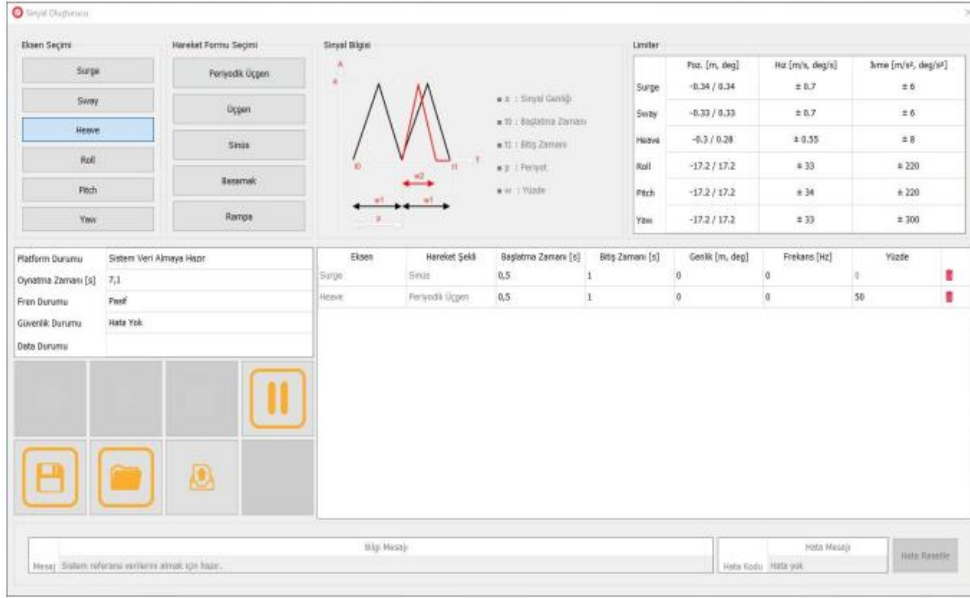 Sinyal Oluşturucu
Eksen Seçimi
Surge
Sway
Heave
Roll
Pitch
Yaw
Hareket Formu Seçimi
Periyodik Üçgen
Üçgen
Sinüs
Basamak
Rampa
Sinyal Bilgisi
A
a
t0
t1
T
w2
w1 w1
p
a : Sinyal Genliği
t0 : Başlatma Zamanı
t1 : Bitiş Zamanı
p : Periyot
w : Yüzde
Limitler
Poz. [m, deg] Hız [m/s, deg/s] İvme [m/s², deg/s²]
Surge -0.34 / 0.34 ± 0.7 ± 6
Sway -0.33 / 0.33 ± 0.7 ± 6
Heave -0.3 / 0.28 ± 0.55 ± 8
Roll -17.2 / 17.2 ± 33 ± 220
Pitch -17.2 / 17.2 ± 34 ± 220
Yaw -17.2 / 17.2 ± 33 ± 300
Platform Durumu Sistem Veri Almaya Hazır
Oynatma Zamanı [s] 7,1
Fren Durumu Pasif
Güvenlik Durumu Hata Yok
Data Durumu
Eksen Hareket Şekli Başlatma Zamanı [s] Bitiş Zamanı [s] Genlik [m, deg] Frekans [Hz] Yüzde
Surge Sinüs 0,5 1 0 0 0
Heave Periyodik Üçgen 0,5 1 0 0 50
Bilgi Mesajı
Mesaj Sistem referans verilerini almak için hazır.
Hata Mesajı
Hata Kodu Hata yok
Hata Resetle